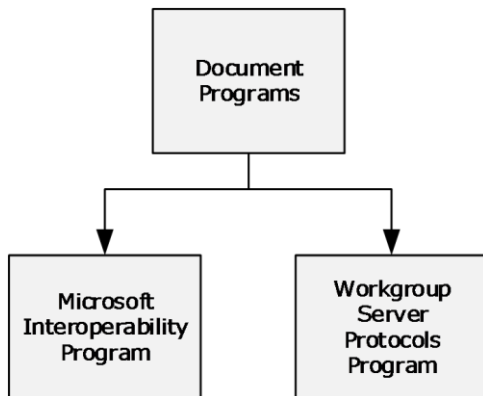 Document
Programs
Microsoft
Interoperability
Program
Workgroup
Server
Protocols
Program